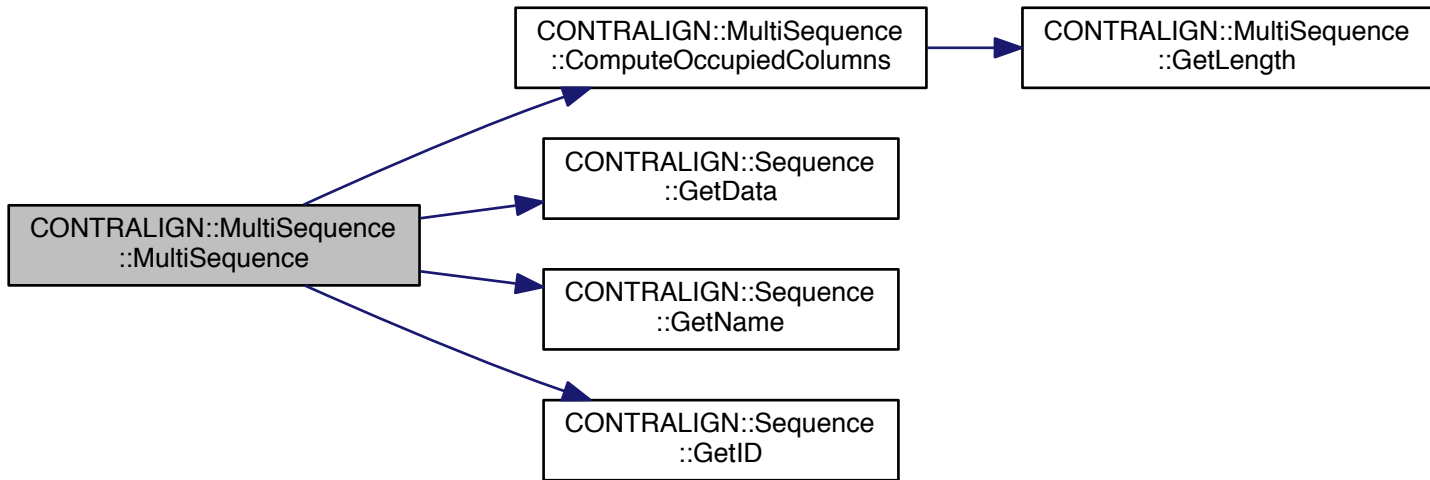 CONTRALIGN::MultiSequence
::MultiSequence
CONTRALIGN::MultiSequence
::ComputeOccupiedColumns
CONTRALIGN::MultiSequence
::GetLength
CONTRALIGN::Sequence
::GetData
CONTRALIGN::Sequence
::GetName
CONTRALIGN::Sequence
::GetID